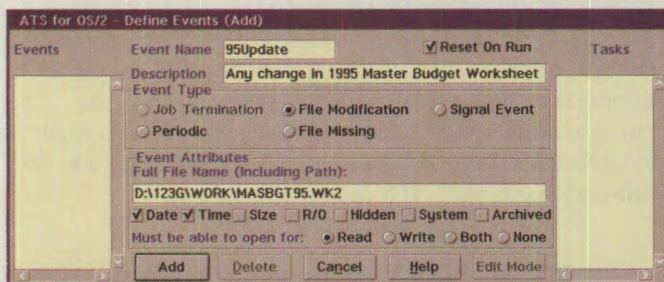 ATS for OS/2 - Define Events (Add)
Events
Event Name 95Update
Reset On Run
Tasks
Description Any change in 1995 Master Budget Worksheet
Event Type
Job Termination File Modification Signal Event
Periodic File Missing
Event Attributes
Full File Name (Including Path):
D:\123G\WORK\MASBGT95.WK2
Date Time Size R/O Hidden System Archived
Must be able to open for: Read Write Both None
Add Delete Cancel Help Edit Mode